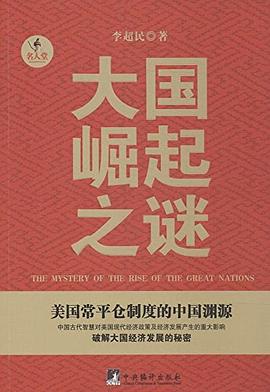 名人堂
李超民◎著
大国
崛起
之谜
THE MYSTERY OF THE RISE OF THE GREAT NATIONS
美国常平仓制度的中国渊源
中国古代智慧对美国现代经济政策及经济发展产生的重大影响
破解大国经济发展的秘密
中央编译出版社